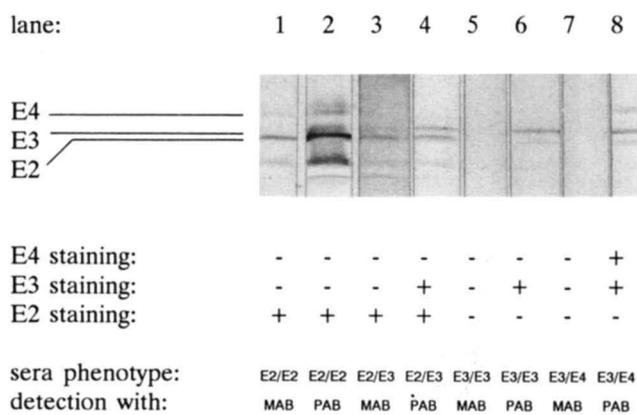 lane: 1 2 3 4 5 6 7 8
E4
E3
E2
E4 staining: - - - - - - - +
E3 staining: - - - + - + - +
E2 staining: + + + + - - - -
sera phenotype: E2/E2 E2/E2 E2/E3 E2/E3 E3/E3 E3/E3 E3/E4 E3/E4
detection with: MAB PAB MAB PAB MAB PAB MAB PAB